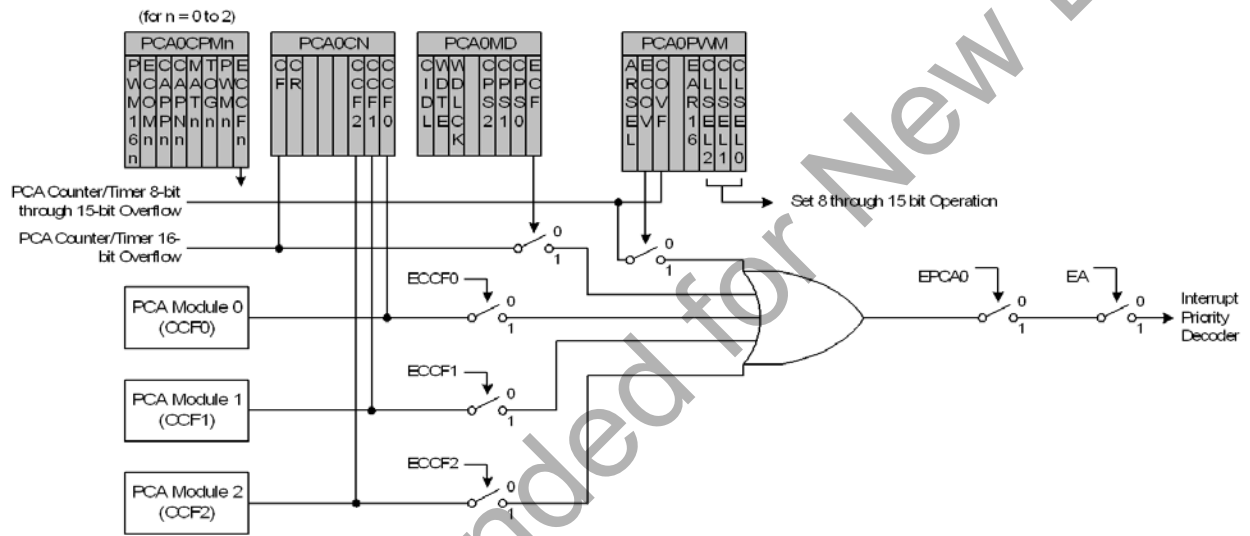 (for n = 0 to 2)
PCA0CPMn
PWM16n
ECOMn
CAPPn
CAPNn
MATn
TOGn
PWMn
ECCFn
PCA0CN
CF
CR
CCF2
CCF1
CCF0
PCA0MD
CIDL
WDTE
WDLCK
CPS2
CPS1
CPS0
ECF
PCA0PWM
ARSEL
ECOV
COVF
EAR16
CLSEL2
CLSEL1
CLSEL0
PCA Counter/Timer 8-bit
through 15-bit Overflow
Set 8 through 15 bit Operation
PCA Counter/Timer 16-
bit Overflow
0
1
0
1
PCA Module 0
(CCF0)
ECCF0
0
1
EPCA0
0
1
EA
0
1
Interrupt
Priority
Decoder
PCA Module 1
(CCF1)
ECCF1
0
1
PCA Module 2
(CCF2)
ECCF2
0
1
nded for New